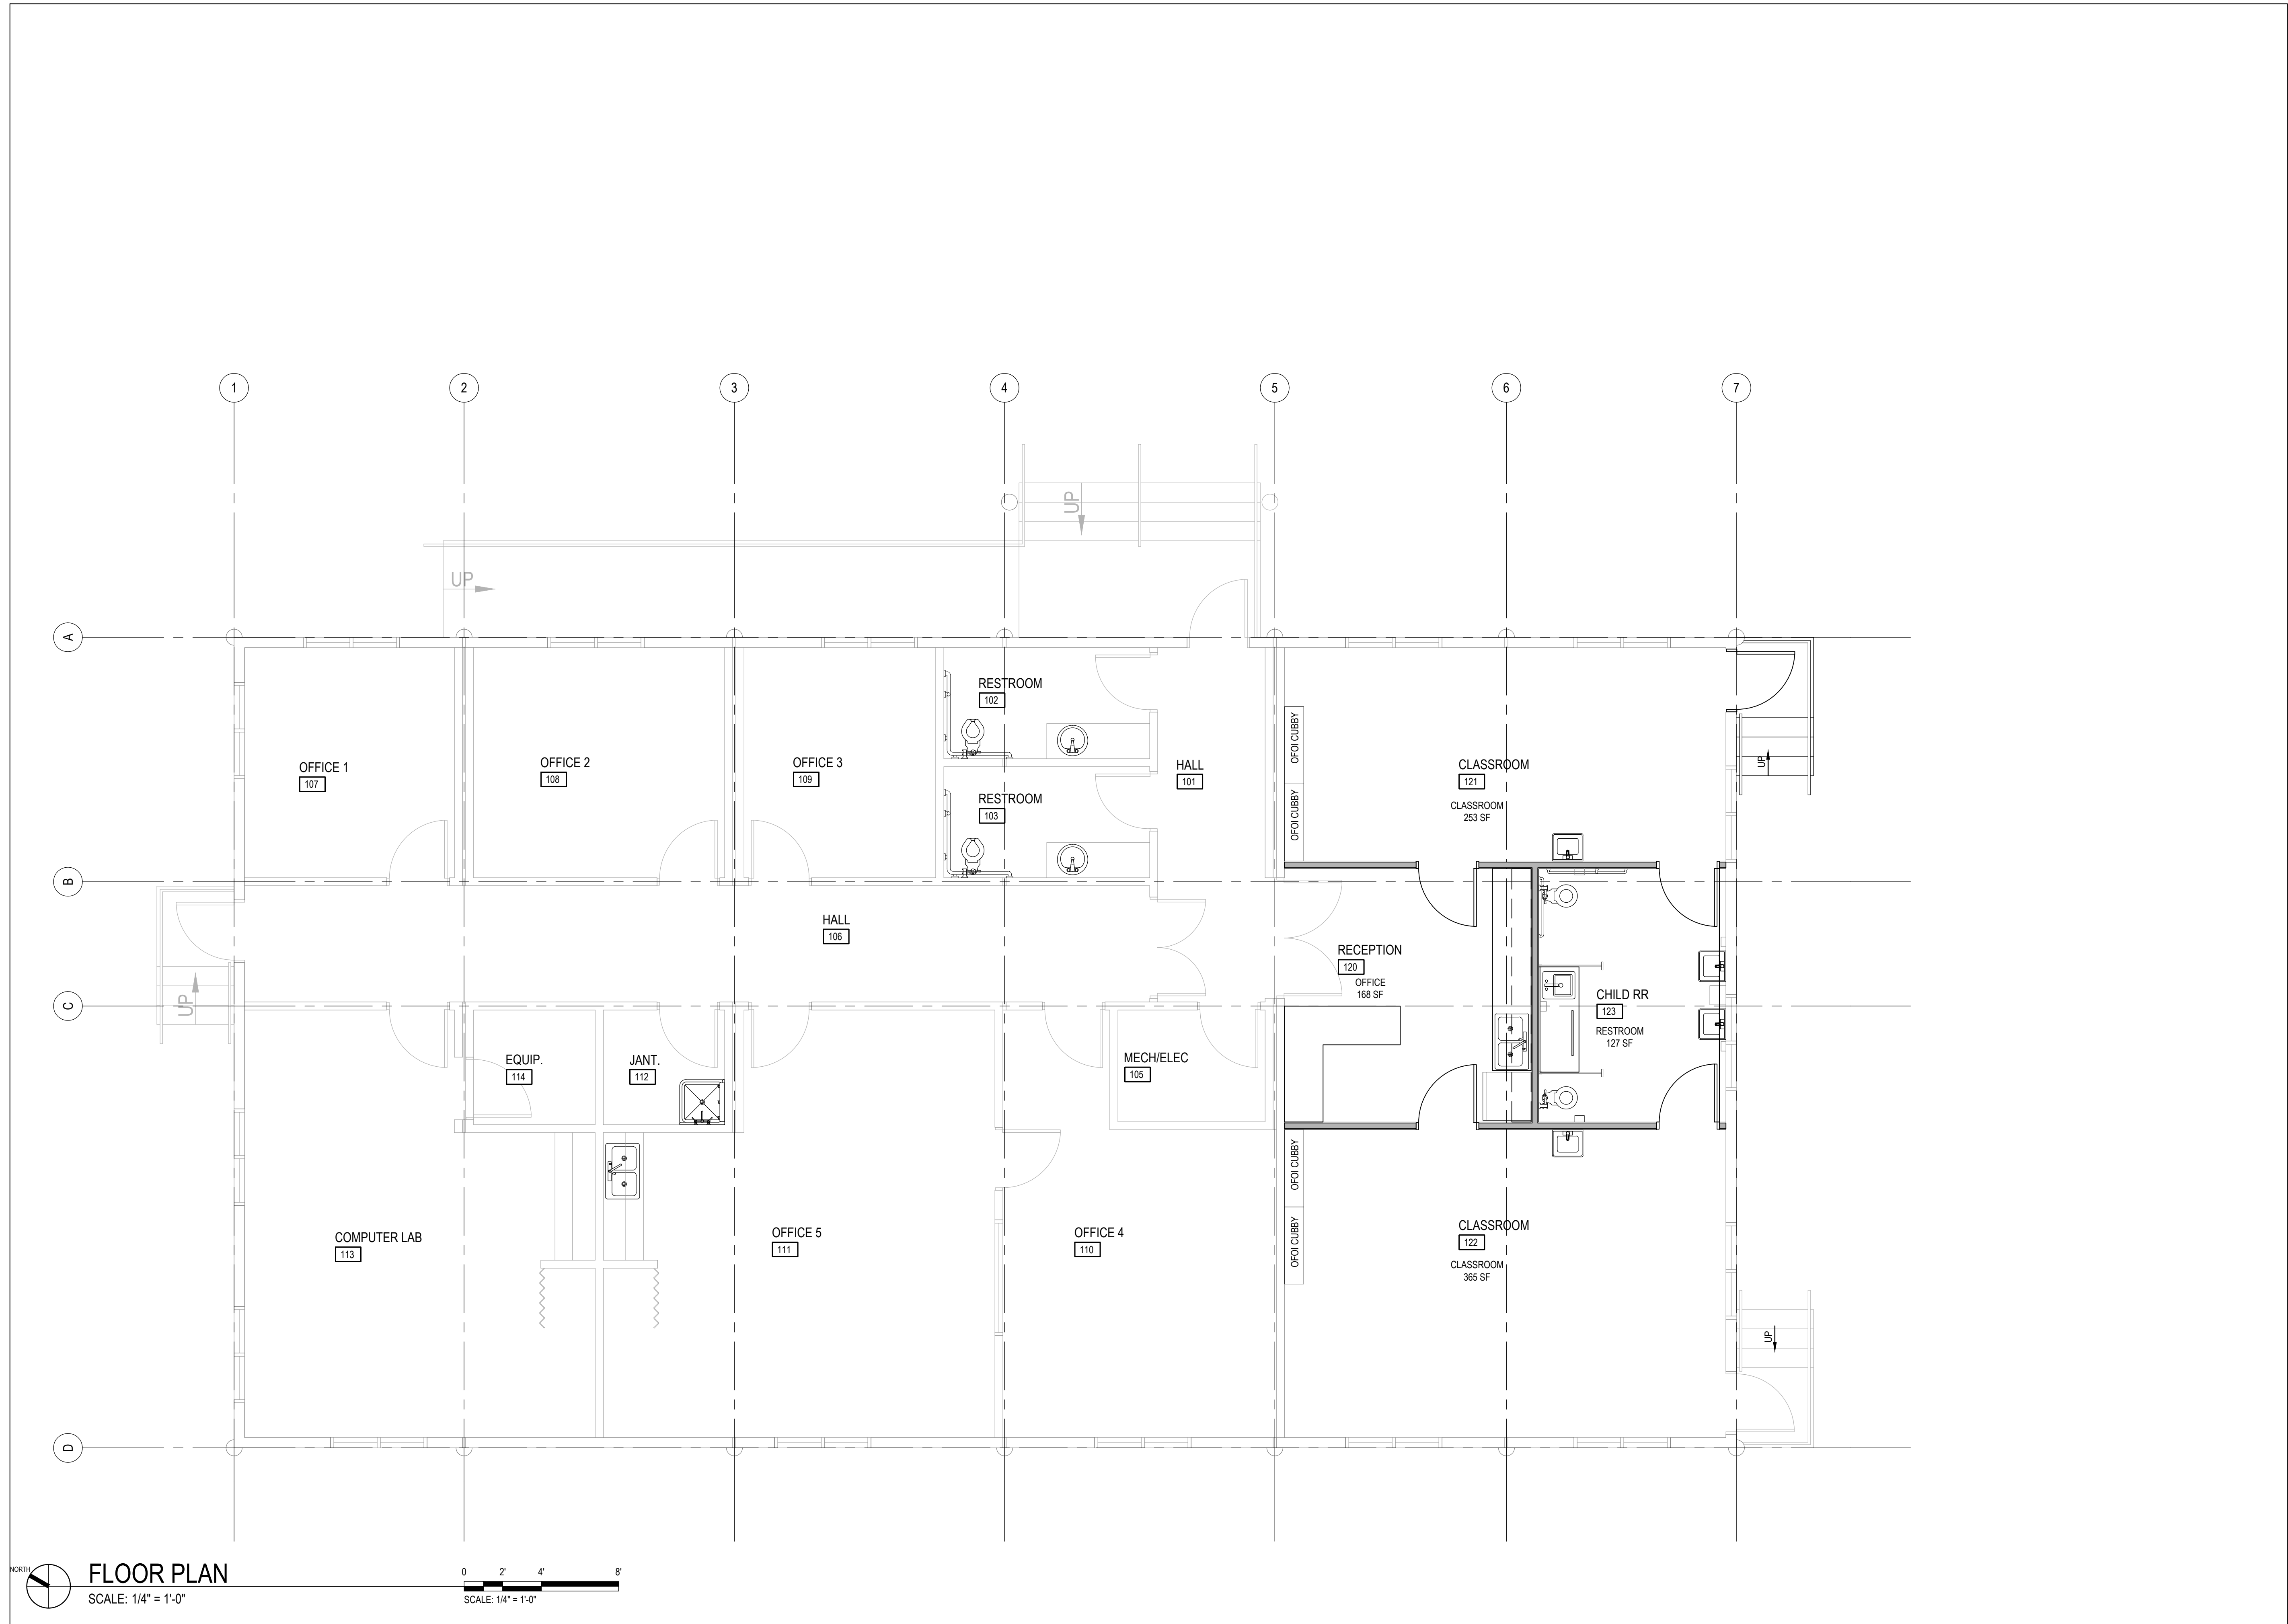 1
2
3
4
5
6
7
UP
UP
A
RESTROOM
102
OFFICE 1
107
OFFICE 2
108
OFFICE 3
109
HALL
101
OFOI CUBBY
CLASSROOM
121
CLASSROOM
253 SF
UP
RESTROOM
103
OFOI CUBBY
B
HALL
106
RECEPTION
120
OFFICE
168 SF
CHILD RR
123
RESTROOM
127 SF
C
UP
EQUIP.
114
JANT.
112
MECH/ELEC
105
OFOI CUBBY
COMPUTER LAB
113
OFFICE 5
111
OFFICE 4
110
OFOI CUBBY
CLASSROOM
122
CLASSROOM
365 SF
UP
D
NORTH
FLOOR PLAN
SCALE: 1/4" = 1'-0"
0 2' 4' 8'
SCALE: 1/4" = 1'-0"